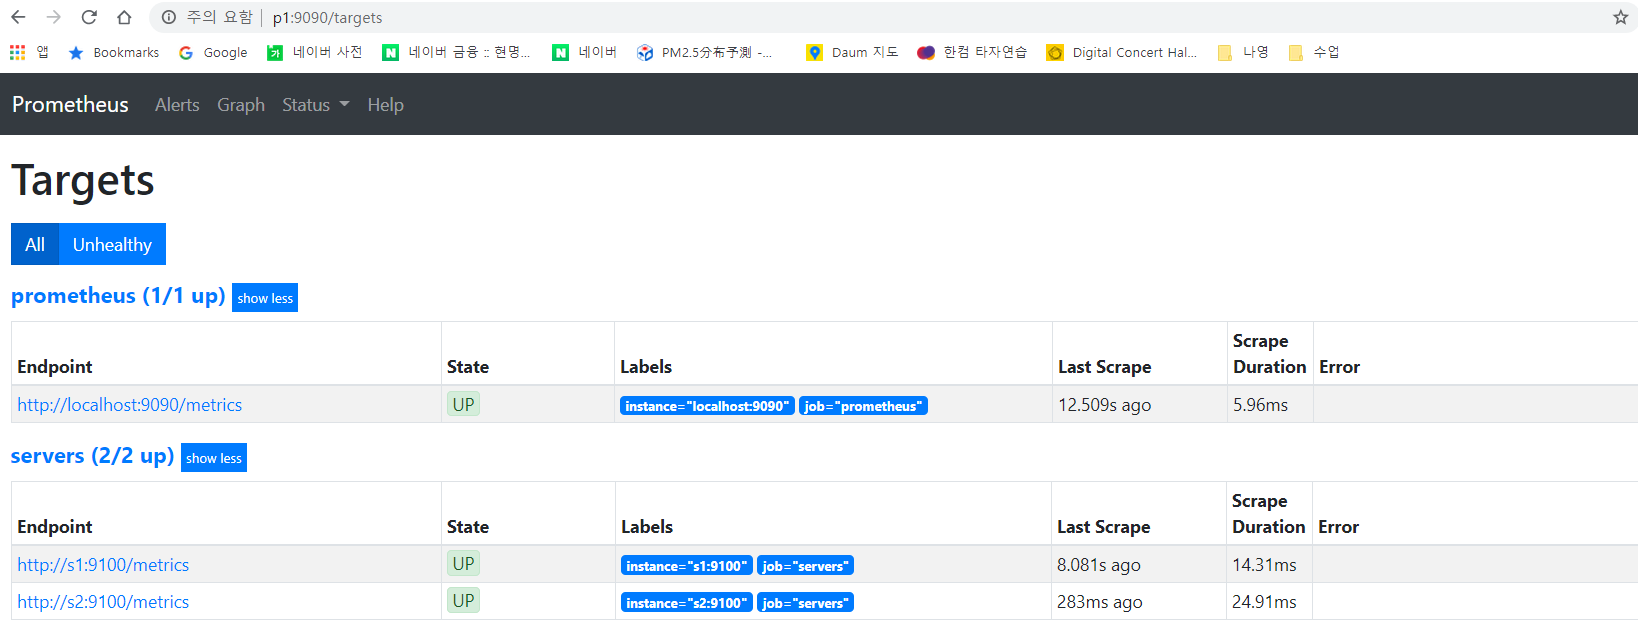 주의 요함 p1:9090/targets
앱 Bookmarks Google 네이버 사전 네이버 금융 :: 현명... 네이버 PM2.5分布予測 -... Daum 지도 한컴 타자연습 Digital Concert Hal... 나영 수업
Prometheus Alerts Graph Status Help
Targets
All Unhealthy
prometheus (1/1 up) show less
Endpoint State Labels Last Scrape Scrape Duration Error
http://localhost:9090/metrics UP instance="localhost:9090" job="prometheus" 12.509s ago 5.96ms
servers (2/2 up) show less
Endpoint State Labels Last Scrape Scrape Duration Error
http://s1:9100/metrics UP instance="s1:9100" job="servers" 8.081s ago 14.31ms
http://s2:9100/metrics UP instance="s2:9100" job="servers" 283ms ago 24.91ms